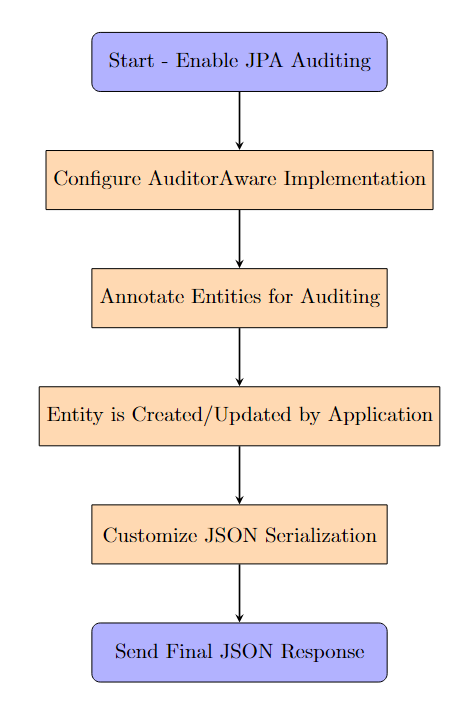 Start - Enable JPA Auditing
Configure AuditorAware Implementation
Annotate Entities for Auditing
Entity is Created/Updated by Application
Customize JSON Serialization
Send Final JSON Response